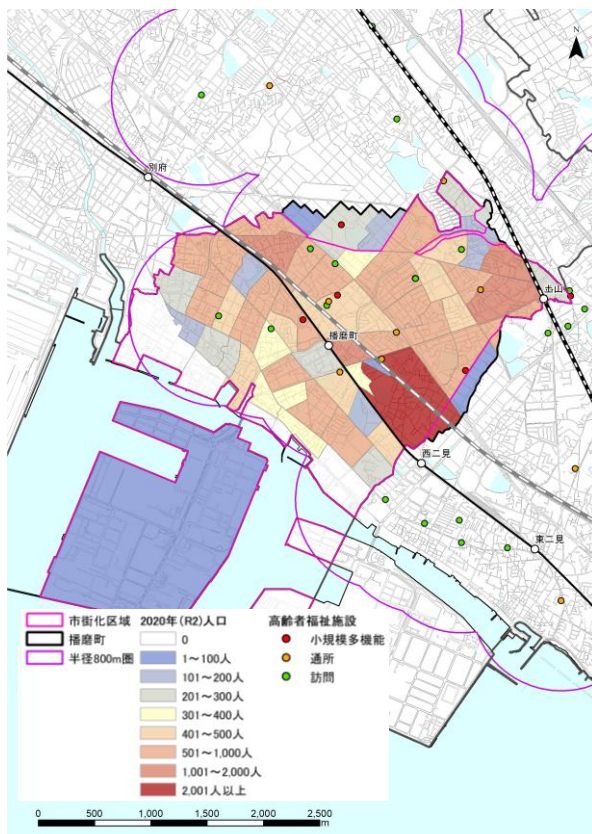 N
別府
土山
播磨町
西二見
東二見
市街化区域
播磨町
半径800m圏
2020年(R2)人口
0
1～100人
101～200人
201～300人
301～400人
401～500人
501～1,000人
1,001～2,000人
2,001人以上
高齢者福祉施設
小規模多機能
通所
訪問
0 500 1,000 1,500 2,000 2,500
m